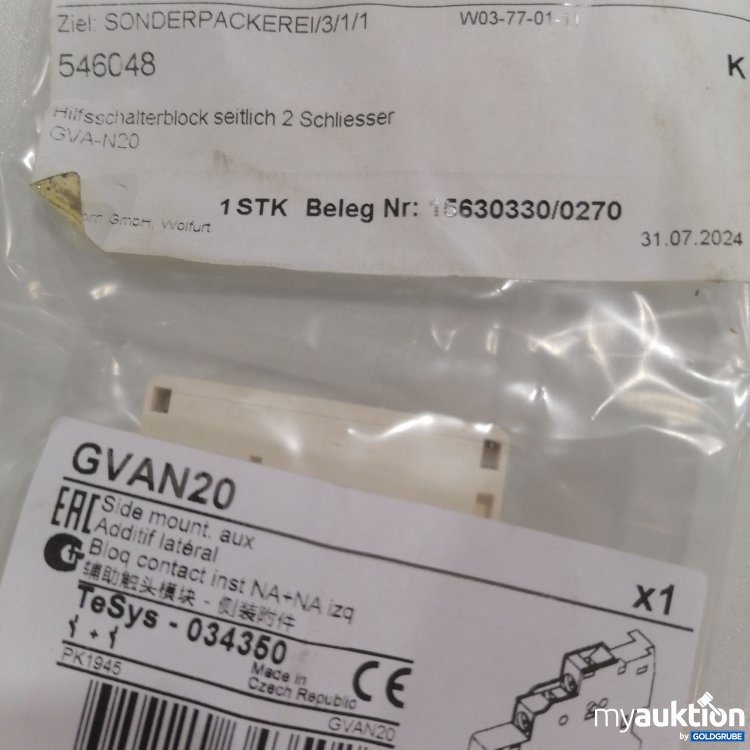 Ziel: SONDERPACKEREI/3/1/1 W03-77-01-11
546048 K
Hilfsschalterblock seitlich 2 Schliesser
GVA-N20
1 STK Beleg Nr: 15630330/0270
GmbH, Wolfurt
31.07.2024
GVAN20
EAC Side mount. aux
Additif latéral
Bloq contact inst NA+NA izq
辅助触头模块 - 侧装附件
x1
TeSys - 034350
PK1945
Made in
Czech Republic
CE
GVAN20
myauktion
by GOLDGRUBE